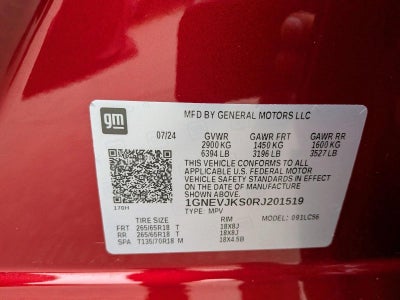 gm
MFD BY GENERAL MOTORS LLC
07/24 GVWR GAWR FRT GAWR RR
2900 KG 1450 KG 1600 KG
6394 LB 3196 LB 3527 LB
THIS VEHICLE CONFORMS TO ALL
APPLICABLE U.S. FEDERAL MOTOR
VEHICLE SAFETY STANDARDS IN
EFFECT ON THE DATE OF MANUFACTURE
SHOWN ABOVE.
1GNEVJKS0RJ201519
TYPE: MPV
170H
TIRE SIZE RIM MODEL: 091LC56
FRT 265/65R18 T 18X8J
RR 265/65R18 T 18X8J
SPA T135/70R18 M 18X4.5B